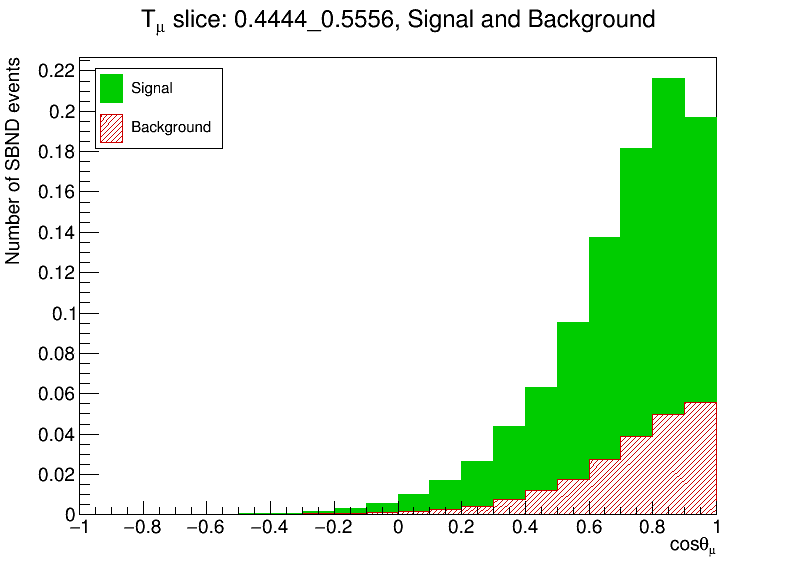 Tμ slice: 0.4444_0.5556, Signal and Background
Number of SBND events
Signal
Background
0.22
0.2
0.18
0.16
0.14
0.12
0.1
0.08
0.06
0.04
0.02
0
−1 −0.8 −0.6 −0.4 −0.2 0 0.2 0.4 0.6 0.8 1
cosθμ